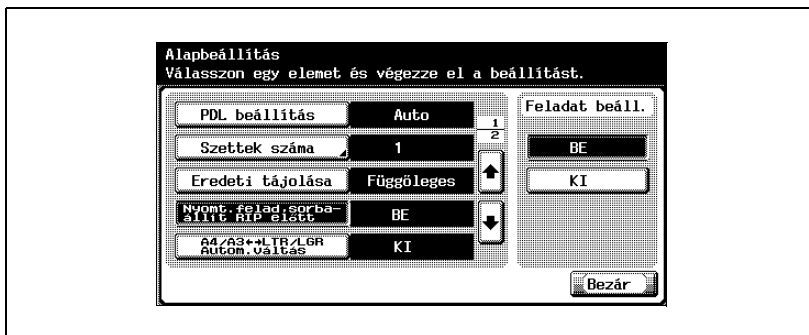 Alapbeállítás
Válasszon egy elemet és végezze el a beállítást.
PDL beállítás Auto
Szettek száma 1
Eredeti tájolása Függőleges
Nyomt.felad.sorba-
állít RIP előtt BE
A4/A3↔LTR/LGR
Autom.váltás KI
1
2
Feladat beáll.
BE
KI
Bezár